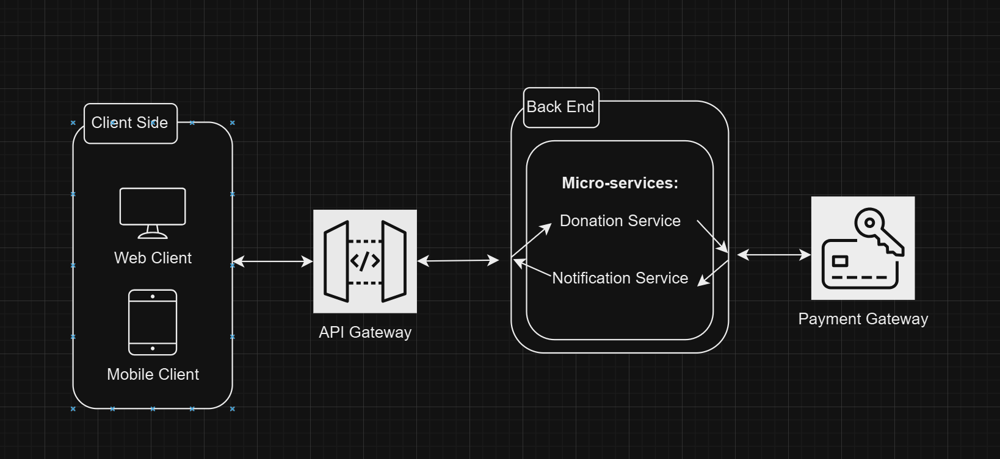 Client Side
Web Client
Mobile Client
</>
API Gateway
Back End
Micro-services:
Donation Service
Notification Service
Payment Gateway